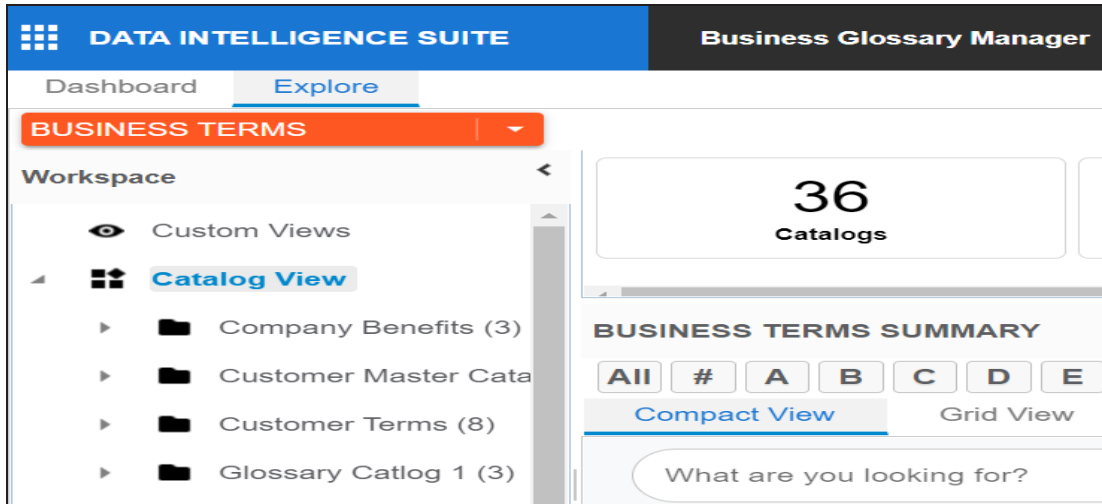 DATA INTELLIGENCE SUITE
Business Glossary Manager
Dashboard
Explore
BUSINESS TERMS
Workspace
Custom Views
Catalog View
Company Benefits (3)
Customer Master Cata
Customer Terms (8)
Glossary Catlog 1 (3)
36
Catalogs
BUSINESS TERMS SUMMARY
All # A B C D E
Compact View
Grid View
What are you looking for?